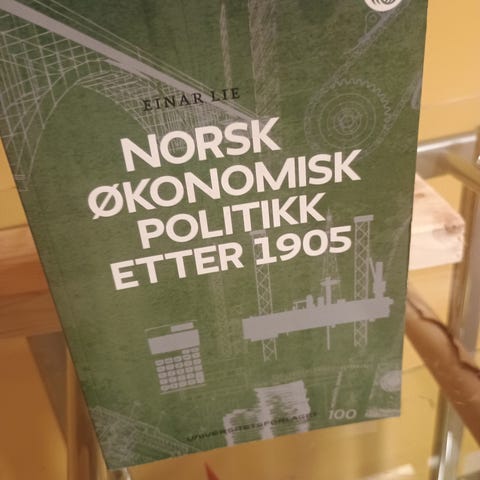 EINAR LIE
NORSK
ØKONOMISK
POLITIKK
ETTER 1905
UNIVERSITETSFORLAGET
100